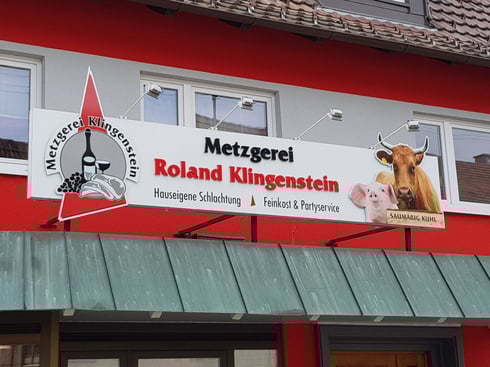 Metzgerei Klingenstein
Metzgerei
Roland Klingenstein
Hauseigene Schlachtung Feinkost & Partyservice
SAUMÄßIG KUHL